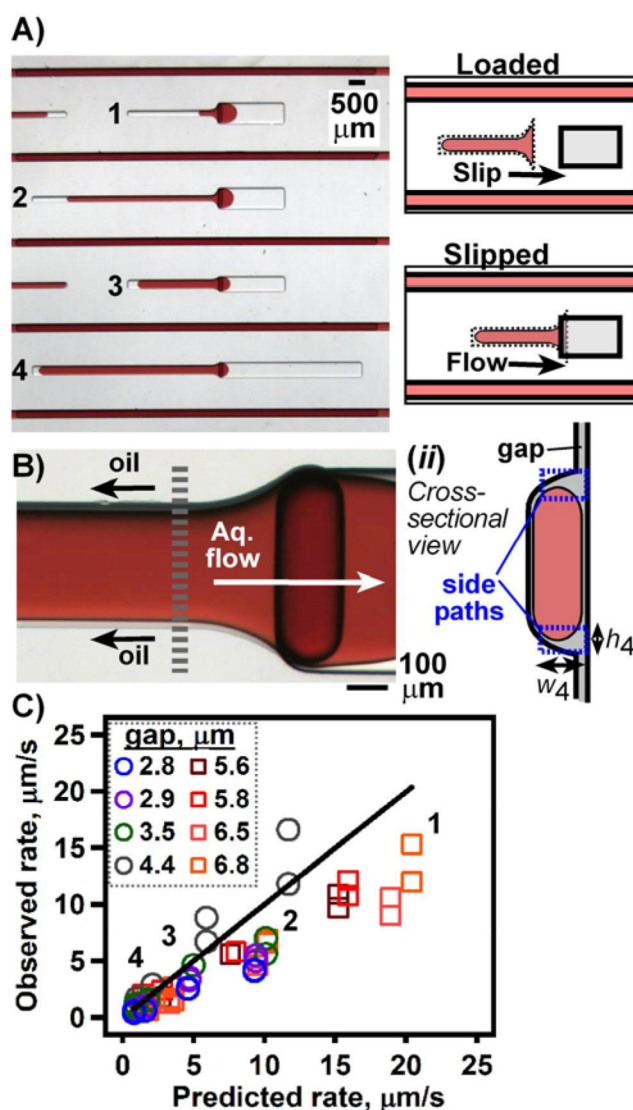 A)
1
500
μm
2
3
4
Loaded
Slip
Slipped
Flow
B)
oil
Aq.
flow
oil
100
μm
(ii)
gap
Cross-
sectional
view
side
paths
h4
w4
C)
Observed rate, μm/s
25
20
15
10
5
0
gap, μm
2.8 5.6
2.9 5.8
3.5 6.5
4.4 6.8
1
2
3
4
0 5 10 15 20 25
Predicted rate, μm/s